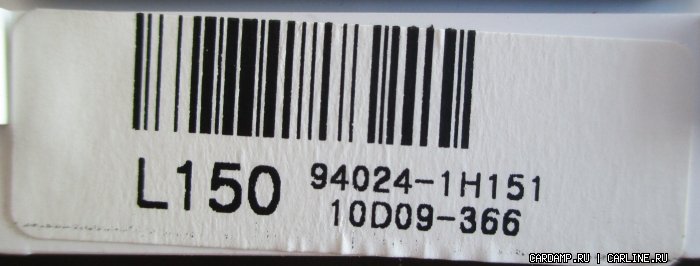 L150 94024-1H151
10D09-366
CARDAMP.RU | CARLINE.RU